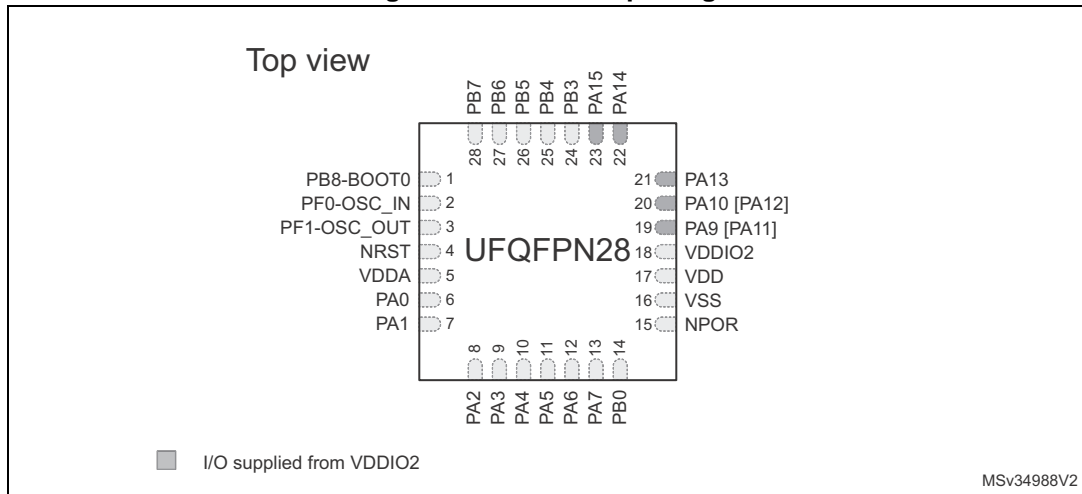 Top view
PB7
PB6
PB5
PB4
PB3
PA15
PA14
28
27
26
25
24
23
22
PB8-BOOT0 1
PF0-OSC_IN 2
PF1-OSC_OUT 3
NRST 4
VDDA 5
PA0 6
PA1 7
UFQFPN28
21 PA13
20 PA10 [PA12]
19 PA9 [PA11]
18 VDDIO2
17 VDD
16 VSS
15 NPOR
8
9
10
11
12
13
14
PA2
PA3
PA4
PA5
PA6
PA7
PB0
I/O supplied from VDDIO2
MSv34988V2